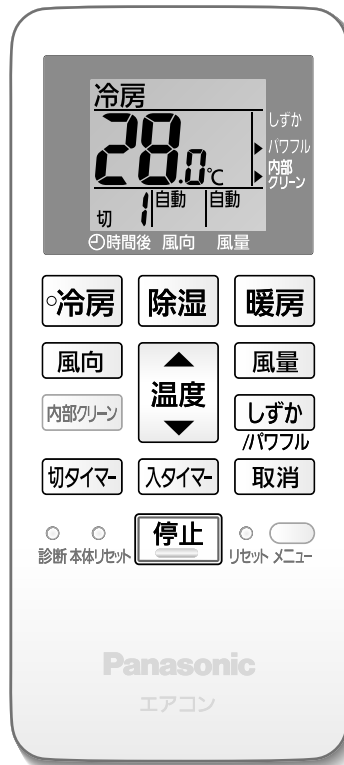 冷房
しずか
28.0℃
パワフル
内部
クリーン
切 1 自動 自動
時間後 風向 風量
冷房 除湿 暖房
風向 風量
温度
内部クリーン しずか
/パワフル
切タイマー 入タイマー 取消
停止
診断 本体リセット リセット メニュー
Panasonic
エアコン